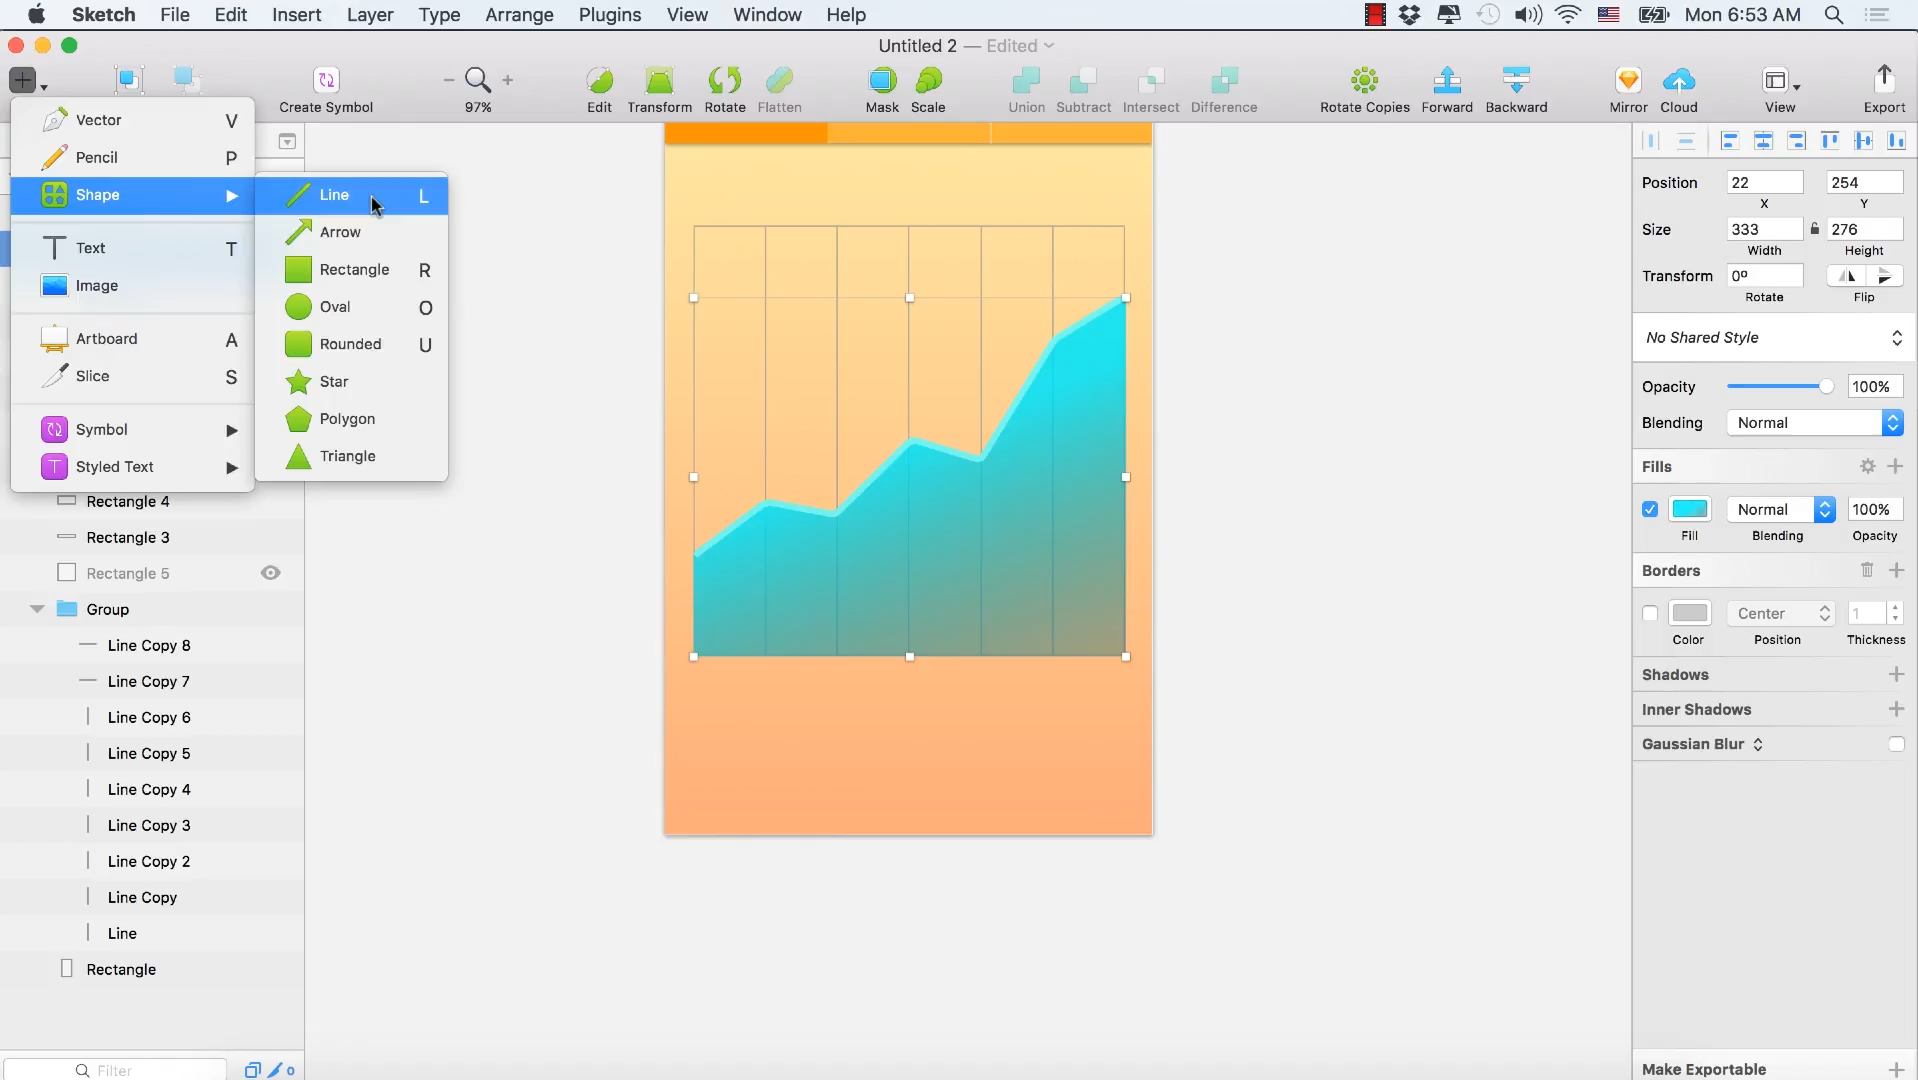 Sketch File Edit Insert Layer Type Arrange Plugins View Window Help Mon 6:53 AM
Untitled 2 — Edited
Create Symbol 97% Edit Transform Rotate Flatten Mask Scale Union Subtract Intersect Difference Rotate Copies Forward Backward Mirror Cloud View Export
Vector V
Pencil P
Shape
Text T
Image
Artboard A
Slice S
Symbol
Styled Text
Line L
Arrow
Rectangle R
Oval O
Rounded U
Star
Polygon
Triangle
Rectangle 4
Rectangle 3
Rectangle 5
Group
Line Copy 8
Line Copy 7
Line Copy 6
Line Copy 5
Line Copy 4
Line Copy 3
Line Copy 2
Line Copy
Line
Rectangle
Filter 0
Position 22 254
X Y
Size 333 276
Width Height
Transform 0º
Rotate Flip
No Shared Style
Opacity 100%
Blending Normal
Fills
Normal 100%
Fill Blending Opacity
Borders
Center 1
Color Position Thickness
Shadows
Inner Shadows
Gaussian Blur
Make Exportable